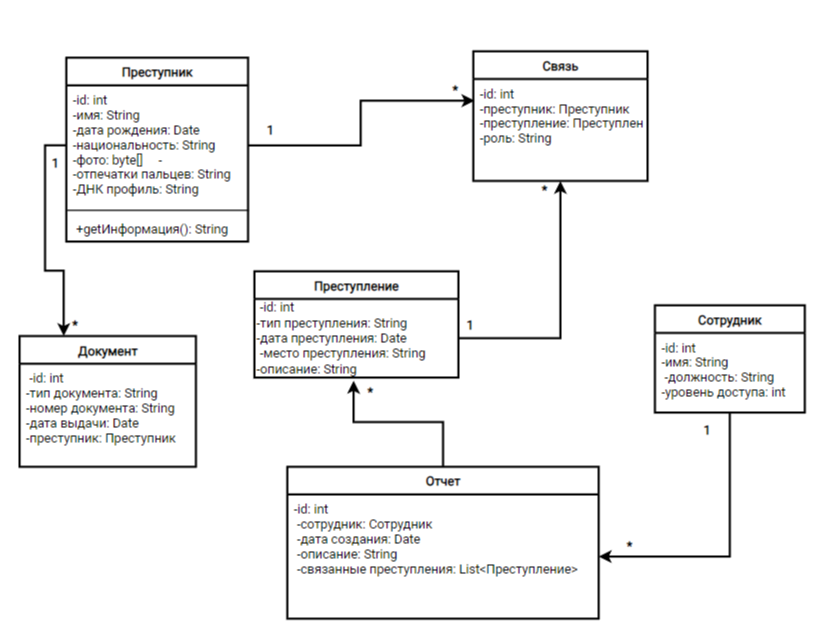 Преступник
-id: int
-имя: String
-дата рождения: Date
-национальность: String
-фото: byte[] -
-отпечатки пальцев: String
-ДНК профиль: String
+getИнформация(): String
1
*
Связь
-id: int
-преступник: Преступник
-преступление: Преступлен
-роль: String
*
1
*
Документ
-id: int
-тип документа: String
-номер документа: String
-дата выдачи: Date
-преступник: Преступник
Преступление
-id: int
-тип преступления: String
-дата преступления: Date
-место преступления: String
-описание: String
1
*
Сотрудник
-id: int
-имя: String
-должность: String
-уровень доступа: int
1
*
Отчет
-id: int
-сотрудник: Сотрудник
-дата создания: Date
-описание: String
-связанные преступления: List<Преступление>